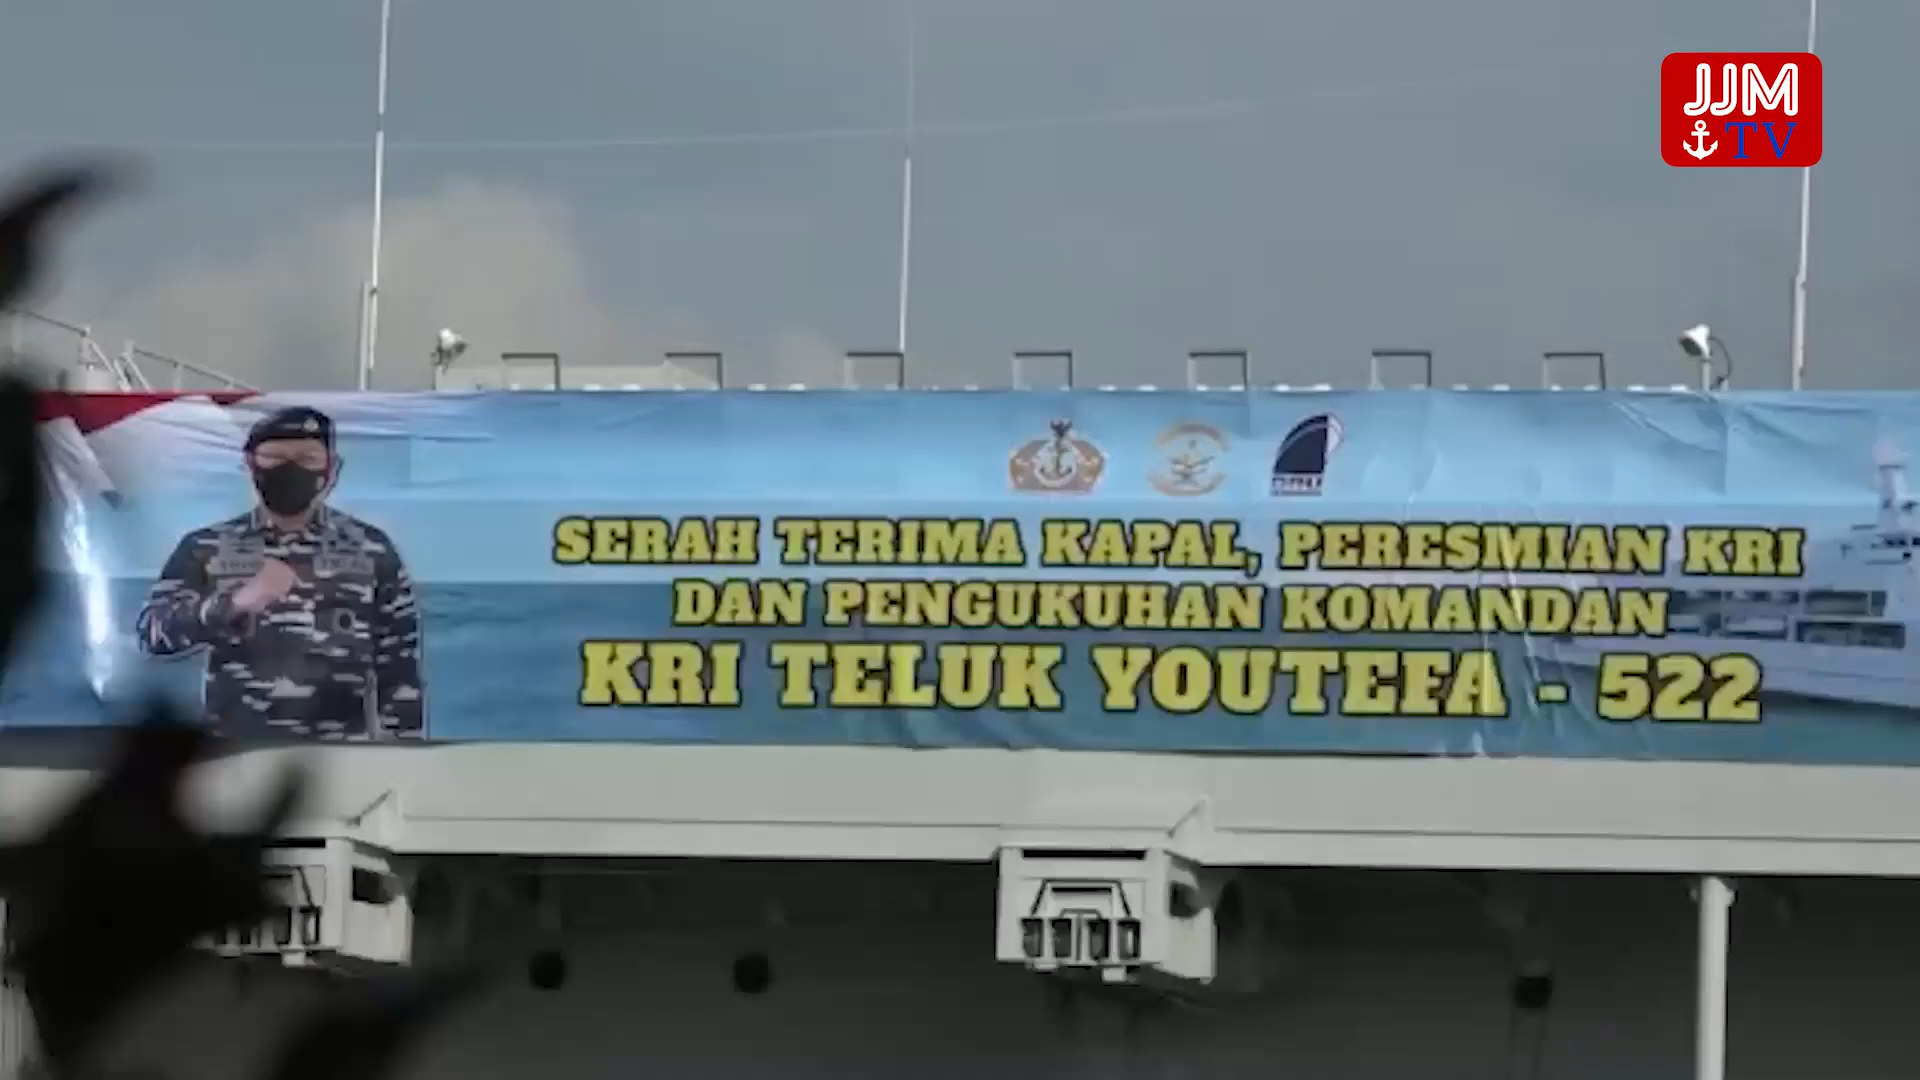 JJM
TV
SERAH TERIMA KAPAL, PERESMIAN KRI
DAN PENGUKUHAN KOMANDAN
KRI TELUK YOUTEFA - 522